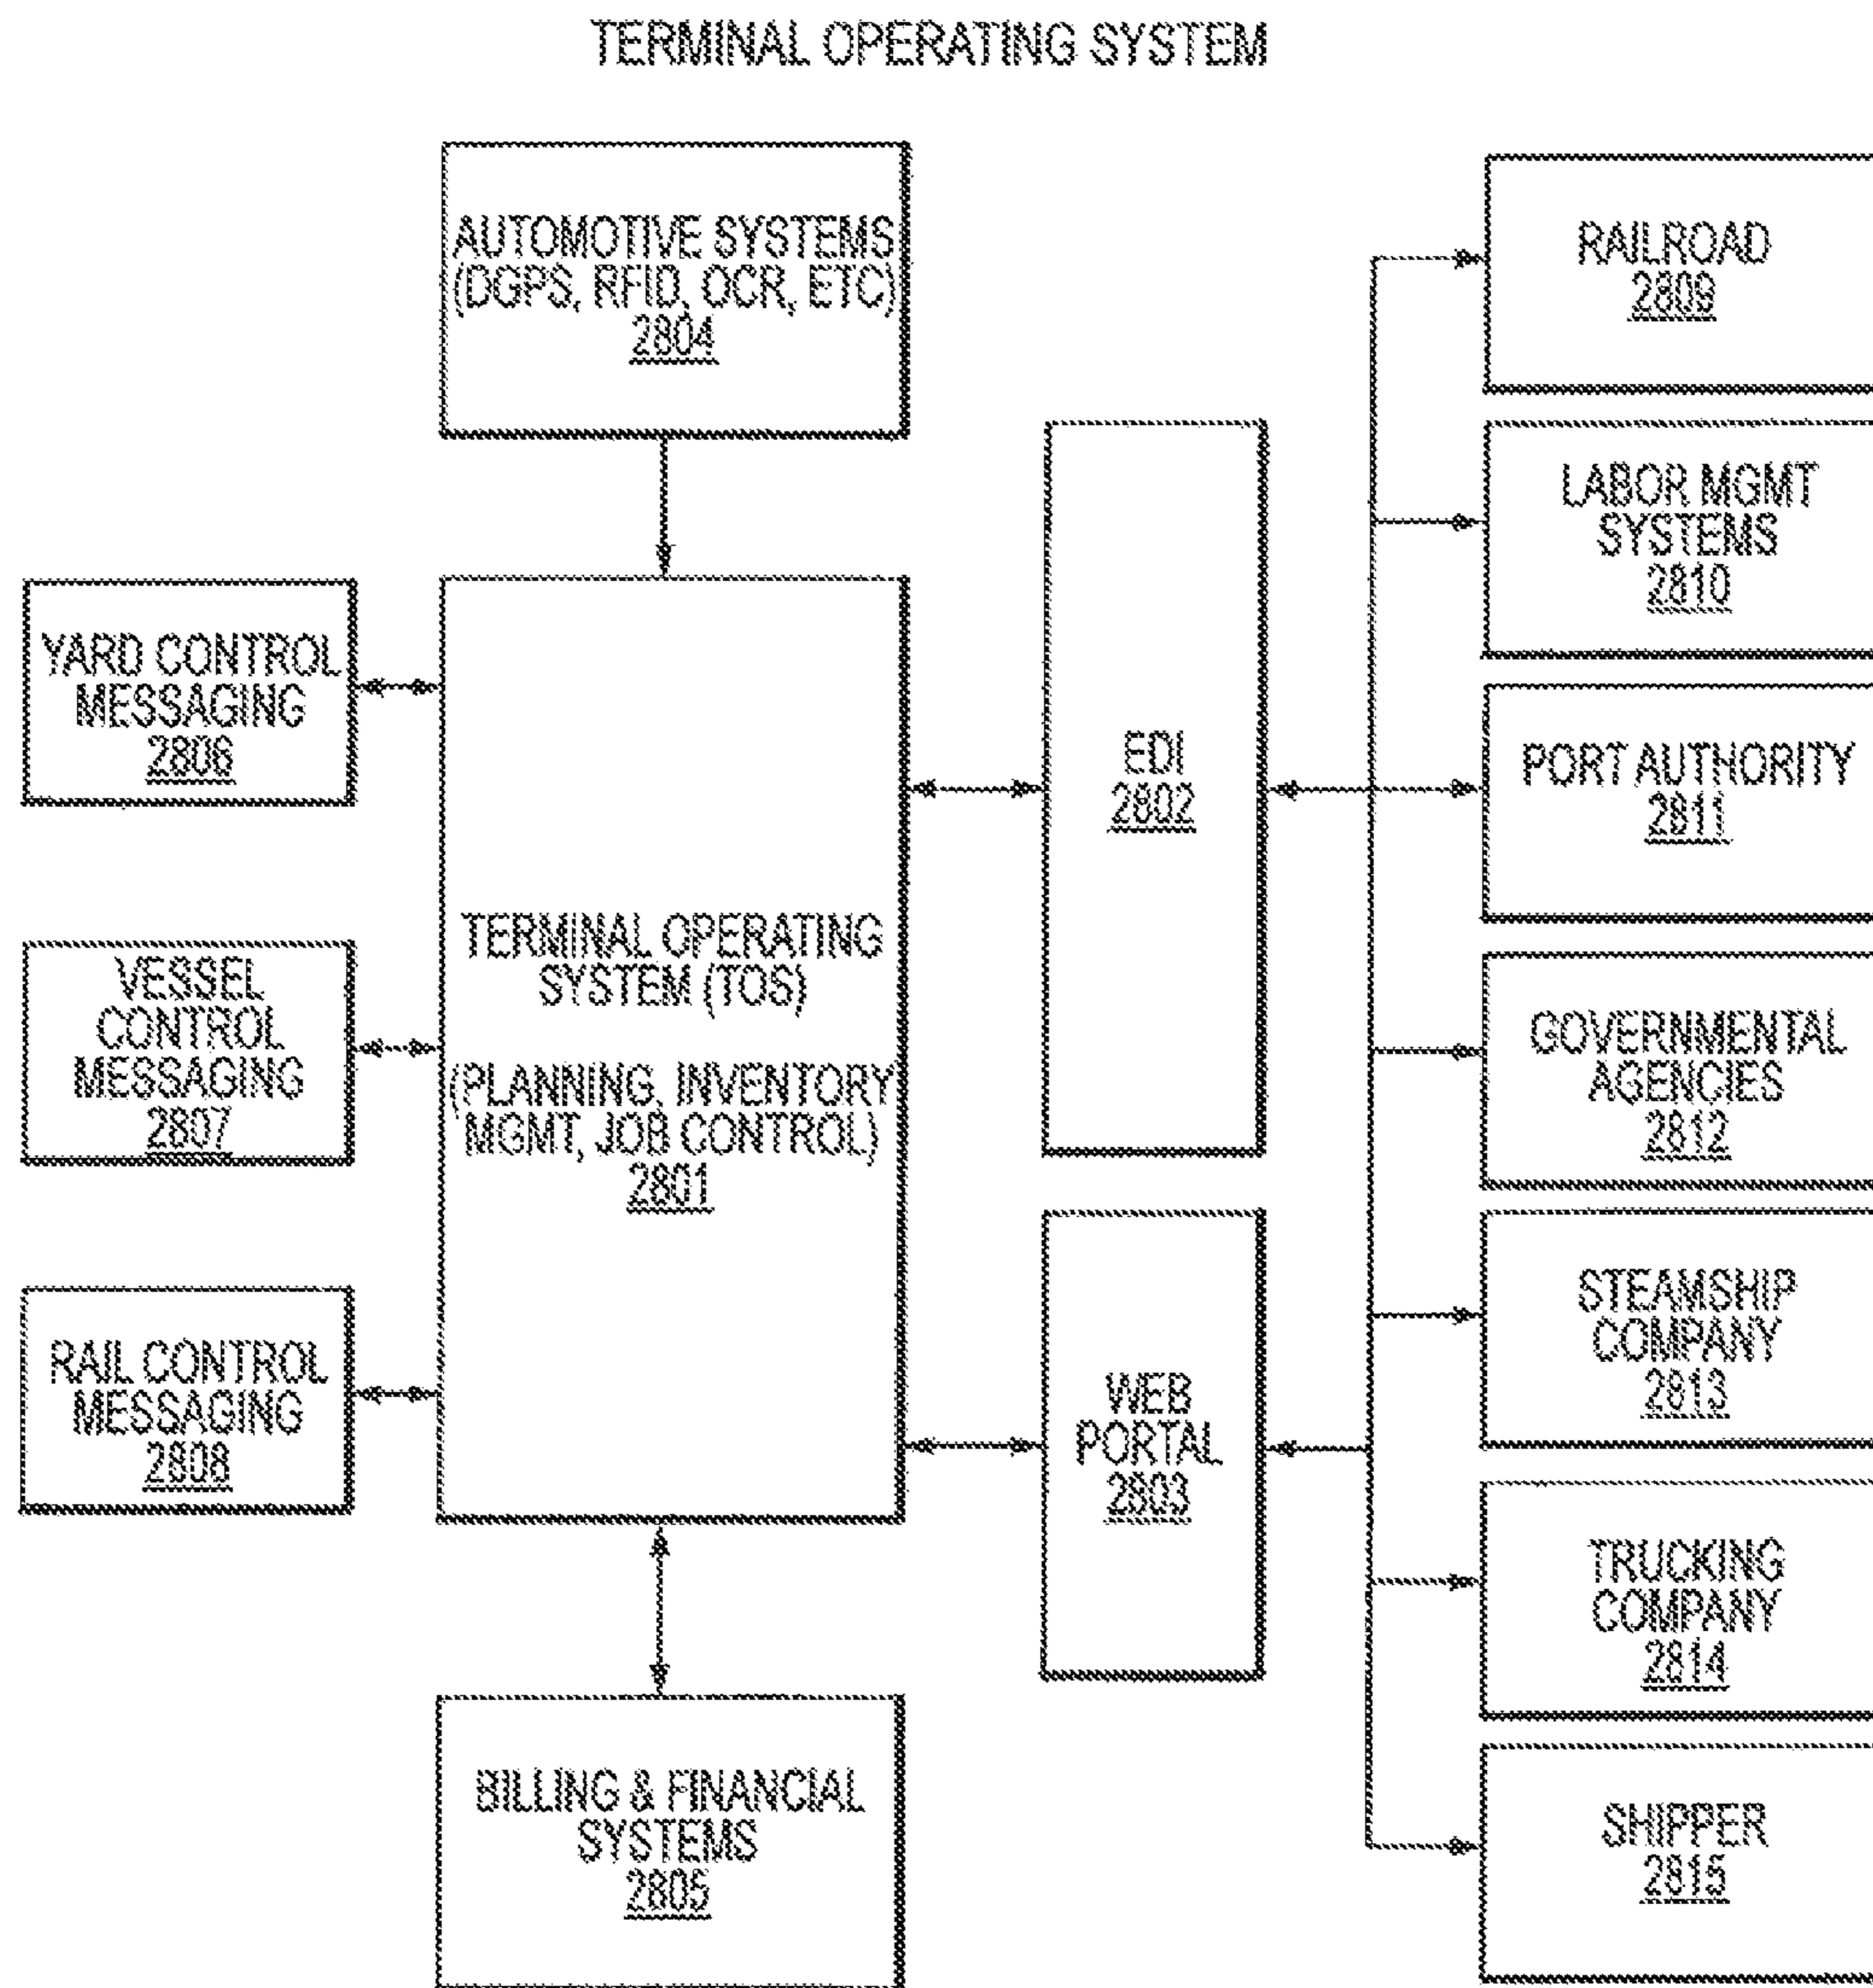 TERMINAL OPERATING SYSTEM
AUTOMOTIVE SYSTEMS
(DGPS, RFID, OCR, ETC)
2804
YARD CONTROL
MESSAGING
2806
VESSEL
CONTROL
MESSAGING
2807
RAIL CONTROL
MESSAGING
2808
TERMINAL OPERATING
SYSTEM (TOS)
(PLANNING, INVENTORY
MGMT, JOB CONTROL)
2801
BILLING & FINANCIAL
SYSTEMS
2805
EDI
2802
WEB
PORTAL
2803
RAILROAD
2809
LABOR MGMT
SYSTEMS
2810
PORT AUTHORITY
2811
GOVERNMENTAL
AGENCIES
2812
STEAMSHIP
COMPANY
2813
TRUCKING
COMPANY
2814
SHIPPER
2815